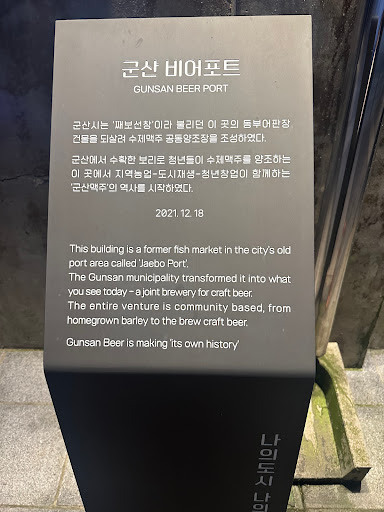 군산 비어포트
GUNSAN BEER PORT
군산시는 '째보선창'이라 불리던 이 곳의 동부어판장
건물을 되살려 수제맥주 공동양조장을 조성하였다.
군산에서 수확한 보리로 청년들이 수제맥주를 양조하는
이 곳에서 지역농업-도시재생-청년창업이 함께하는
'군산맥주'의 역사를 시작하였다.
2021. 12. 18
This building is a former fish market in the city's old
port area called 'Jaebo Port'.
The Gunsan municipality transformed it into what
you see today - a joint brewery for craft beer.
The entire venture is community based, from
homegrown barley to the brew craft beer.
Gunsan Beer is making 'its own history'
나의도시 나의